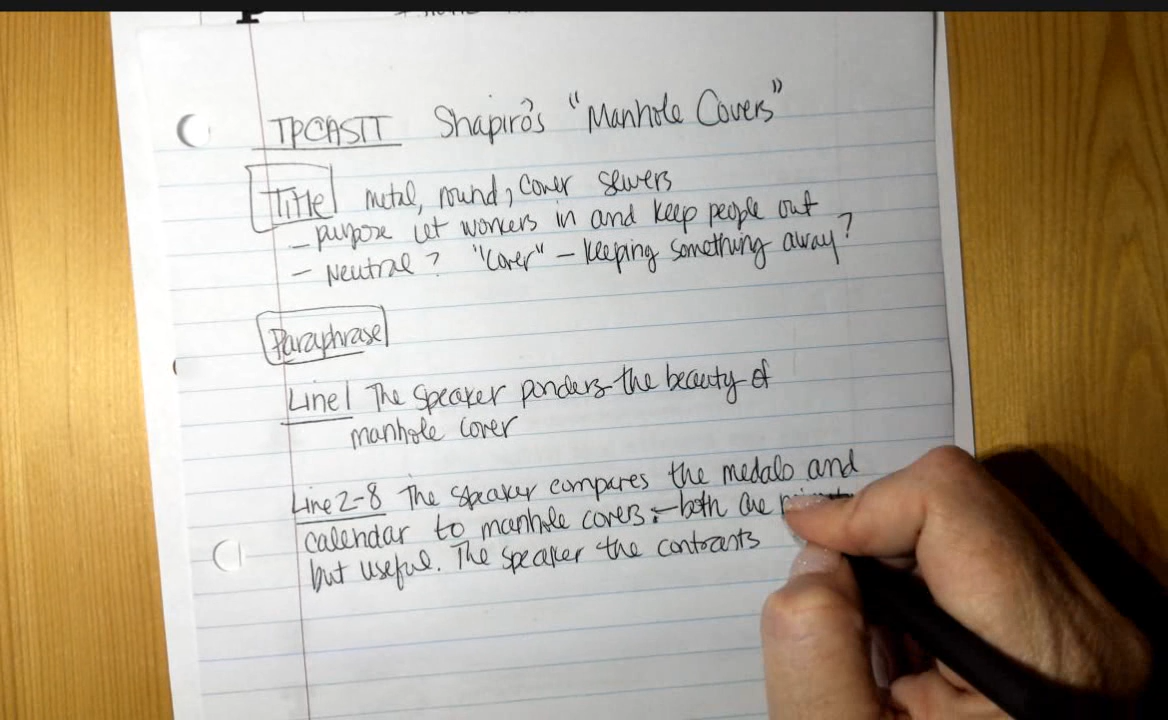 TPCASTT Shapiro's "Manhole Covers"
Title metal, round, cover sewers
- purpose let workers in and keep people out
- Neutral? "Cover" - keeping something away?
Paraphrase
Line 1 The speaker ponders the beauty of
manhole cover
Line 2-8 The speaker compares the medals and
calendar to manhole covers - both are
but useful. The speaker the contrasts